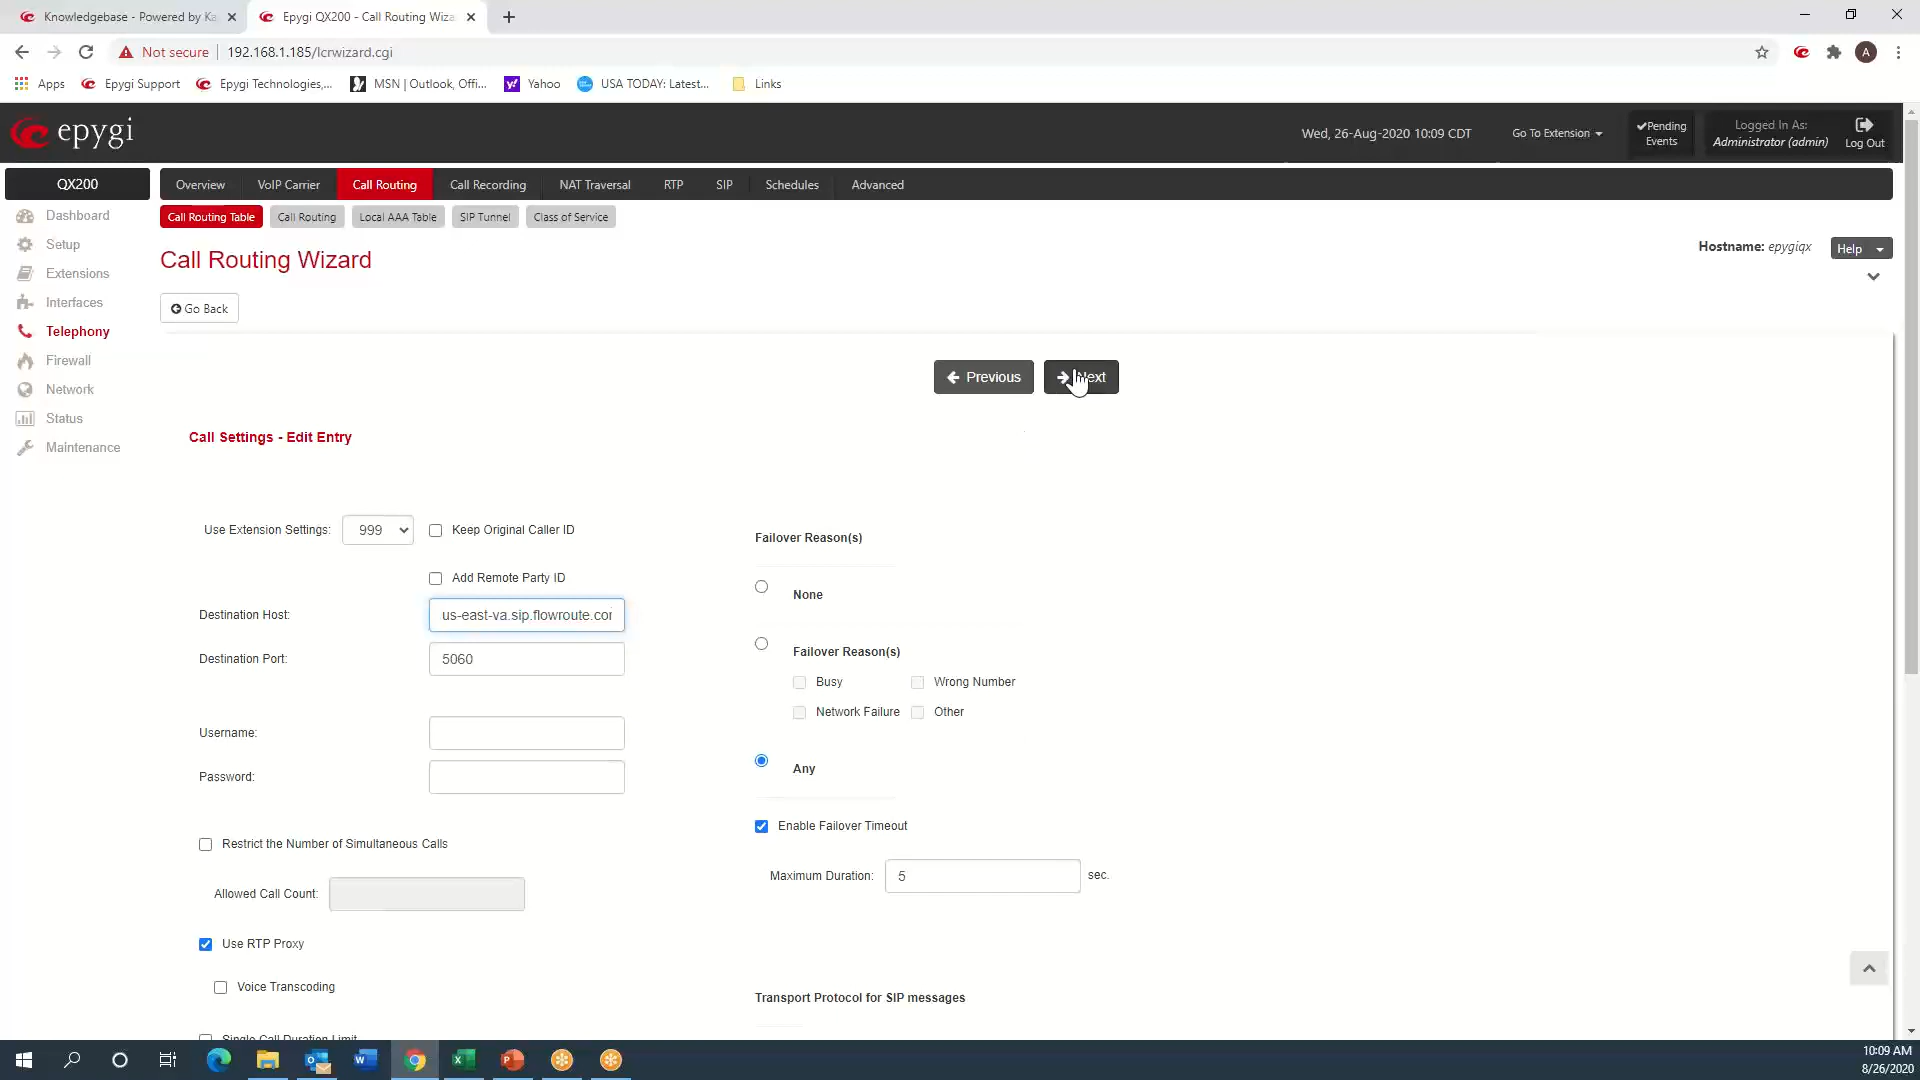 Knowledgebase - Powered by Ka
Epygi QX200 - Call Routing Wiza
Not secure
192.168.1.185/lcrwizard.cgi
A
Apps
Epygi Support
Epygi Technologies,...
MSN | Outlook, Offi...
Yahoo
USA TODAY: Latest...
Links
epygi
Wed, 26-Aug-2020 10:09 CDT
Go To Extension
Pending Events
Logged In As:
Administrator (admin)
Log Out
QX200
Overview
VoIP Carrier
Call Routing
Call Recording
NAT Traversal
RTP
SIP
Schedules
Advanced
Dashboard
Setup
Extensions
Interfaces
Telephony
Firewall
Network
Status
Maintenance
Call Routing Table
Call Routing
Local AAA Table
SIP Tunnel
Class of Service
Call Routing Wizard
Hostname: epygiqx
Help
Go Back
Previous
Call Settings - Edit Entry
Use Extension Settings: 999
Keep Original Caller ID
Add Remote Party ID
Destination Host: us-east-va.sip.flowroute.cor
Destination Port: 5060
Username:
Password:
Restrict the Number of Simultaneous Calls
Allowed Call Count:
Use RTP Proxy
Voice Transcoding
Single Call Duration Limit
Failover Reason(s)
None
Failover Reason(s)
Busy
Wrong Number
Network Failure
Other
Any
Enable Failover Timeout
Maximum Duration: 5 sec.
Transport Protocol for SIP messages
10:09 AM
8/26/2020